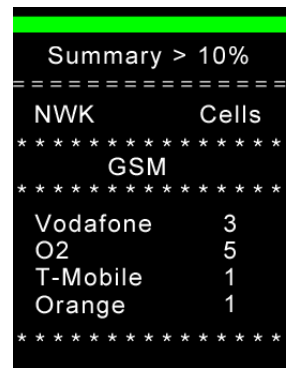 Summary > 10%
= = = = = = = = = = = = = = =
NWK Cells
* * * * * * * * * * * * * * *
GSM
* * * * * * * * * * * * * * *
Vodafone 3
O2 5
T-Mobile 1
Orange 1
* * * * * * * * * * * * * * *